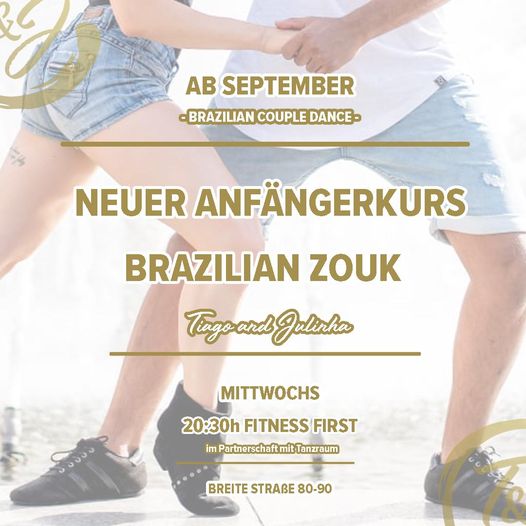 &J
AB SEPTEMBER
- BRAZILIAN COUPLE DANCE -
NEUER ANFÄNGERKURS
BRAZILIAN ZOUK
Tiago and Julinha
MITTWOCHS
20:30h FITNESS FIRST
im Partnerschaft mit Tanzraum
BREITE STRAßE 80-90
T&